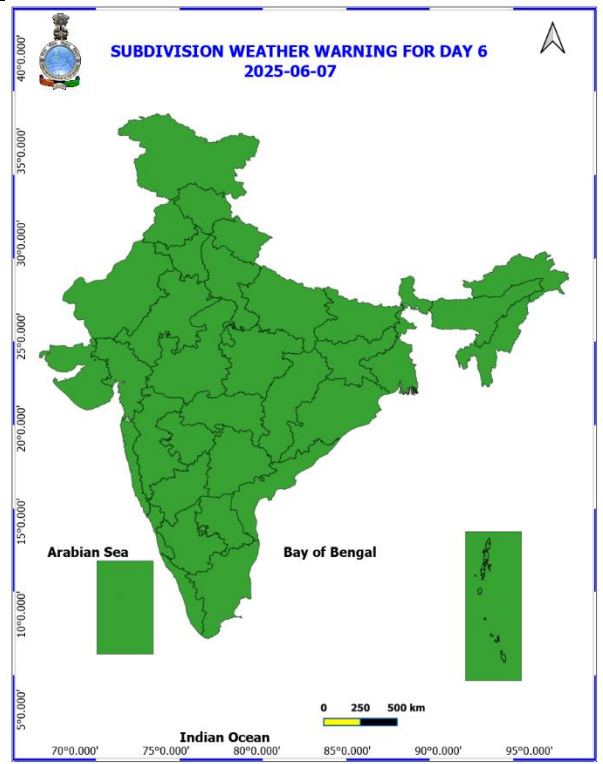 SUBDIVISION WEATHER WARNING FOR DAY 6
2025-06-07
40°0.000'
35°0.000'
30°0.000'
25°0.000'
20°0.000'
15°0.000'
10°0.000'
5°0.000'
Arabian Sea
Bay of Bengal
0 250 500 km
Indian Ocean
70°0.000' 75°0.000' 80°0.000' 85°0.000' 90°0.000' 95°0.000'